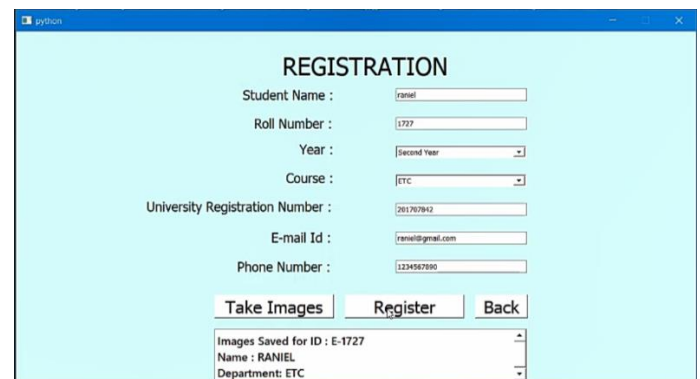 python
REGISTRATION
Student Name : raniel
Roll Number : 1727
Year : Second Year
Course : ETC
University Registration Number : 201707842
E-mail Id : raniel@gmail.com
Phone Number : 1234567890
Take Images Register Back
Images Saved for ID : E-1727
Name : RANIEL
Department: ETC